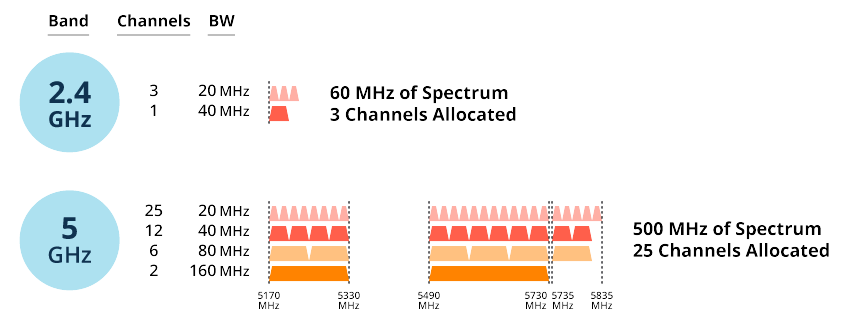 Band Channels BW
2.4
GHz
3 20 MHz
1 40 MHz
60 MHz of Spectrum
3 Channels Allocated
5
GHz
25 20 MHz
12 40 MHz
6 80 MHz
2 160 MHz
500 MHz of Spectrum
25 Channels Allocated
5170 5330 5490 5730 5735 5835
MHz MHz MHz MHz MHz MHz